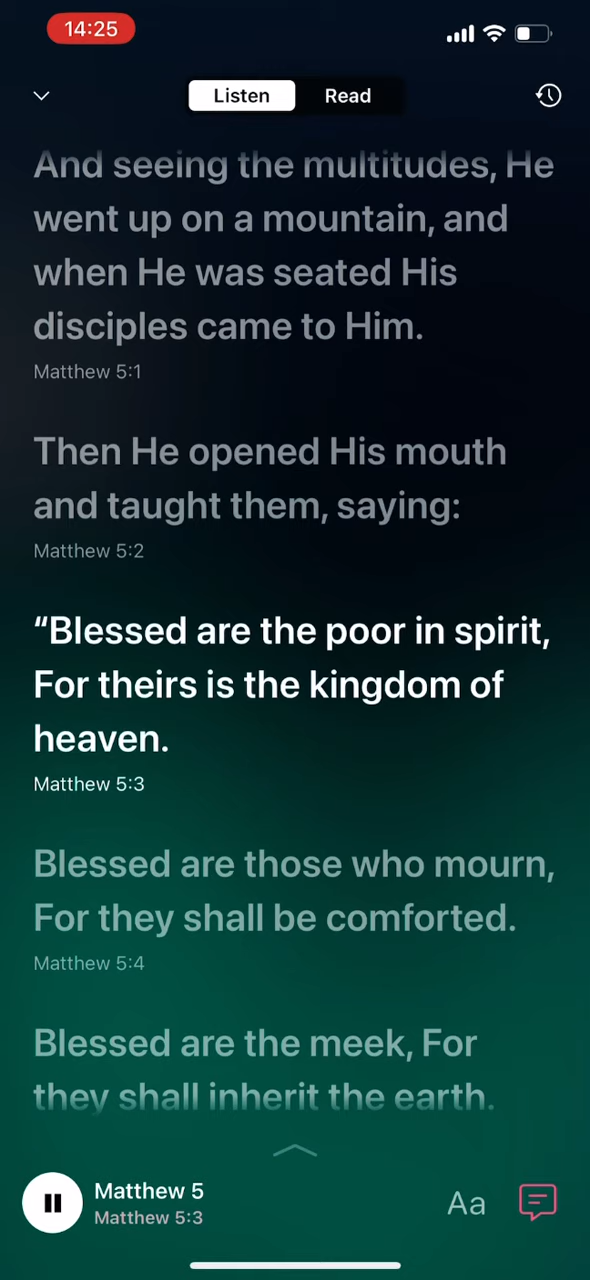 14:25
Listen
Read
And seeing the multitudes, He
went up on a mountain, and
when He was seated His
disciples came to Him.
Matthew 5:1
Then He opened His mouth
and taught them, saying:
Matthew 5:2
“Blessed are the poor in spirit,
For theirs is the kingdom of
heaven.
Matthew 5:3
Blessed are those who mourn,
For they shall be comforted.
Matthew 5:4
Blessed are the meek, For
they shall inherit the earth.
Matthew 5
Matthew 5:3
Aa